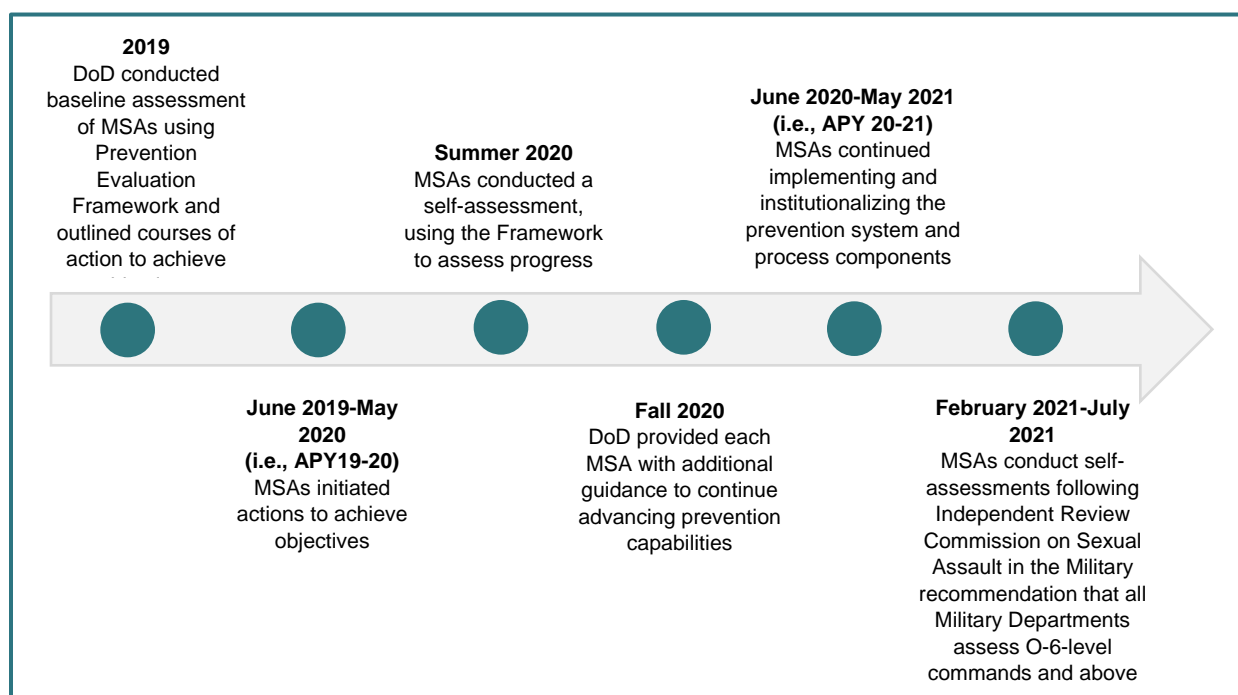 2019
DoD conducted
baseline assessment
of MSAs using
Prevention
Evaluation
Framework and
outlined courses of
action to achieve
June 2019-May
2020
(i.e., APY19-20)
MSAs initiated
actions to achieve
objectives
Summer 2020
MSAs conducted a
self-assessment,
using the Framework
to assess progress
Fall 2020
DoD provided each
MSA with additional
guidance to continue
advancing prevention
capabilities
June 2020-May 2021
(i.e., APY 20-21)
MSAs continued
implementing and
institutionalizing the
prevention system and
process components
February 2021-July
2021
MSAs conduct self-
assessments following
Independent Review
Commission on Sexual
Assault in the Military
recommendation that all
Military Departments
assess O-6-level
commands and above